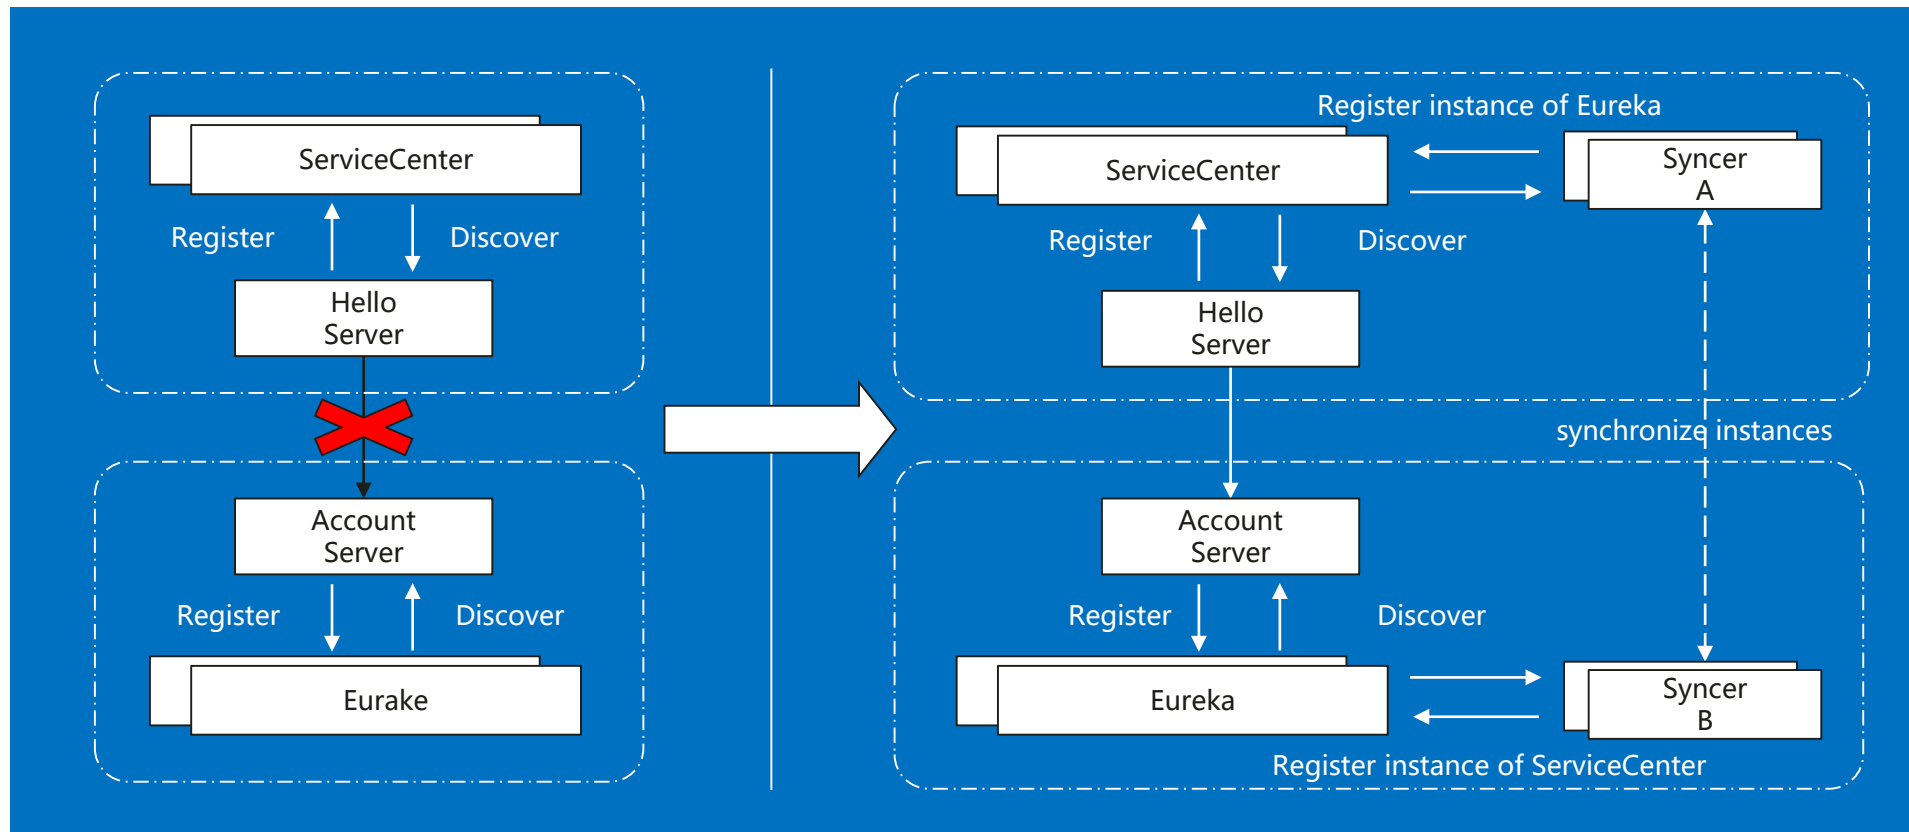 ServiceCenter
Register
Discover
Hello
Server
Account
Server
Register
Discover
Eurake
Register instance of Eureka
ServiceCenter
Syncer
A
Register
Discover
Hello
Server
synchronize instances
Account
Server
Register
Discover
Eureka
Syncer
B
Register instance of ServiceCenter